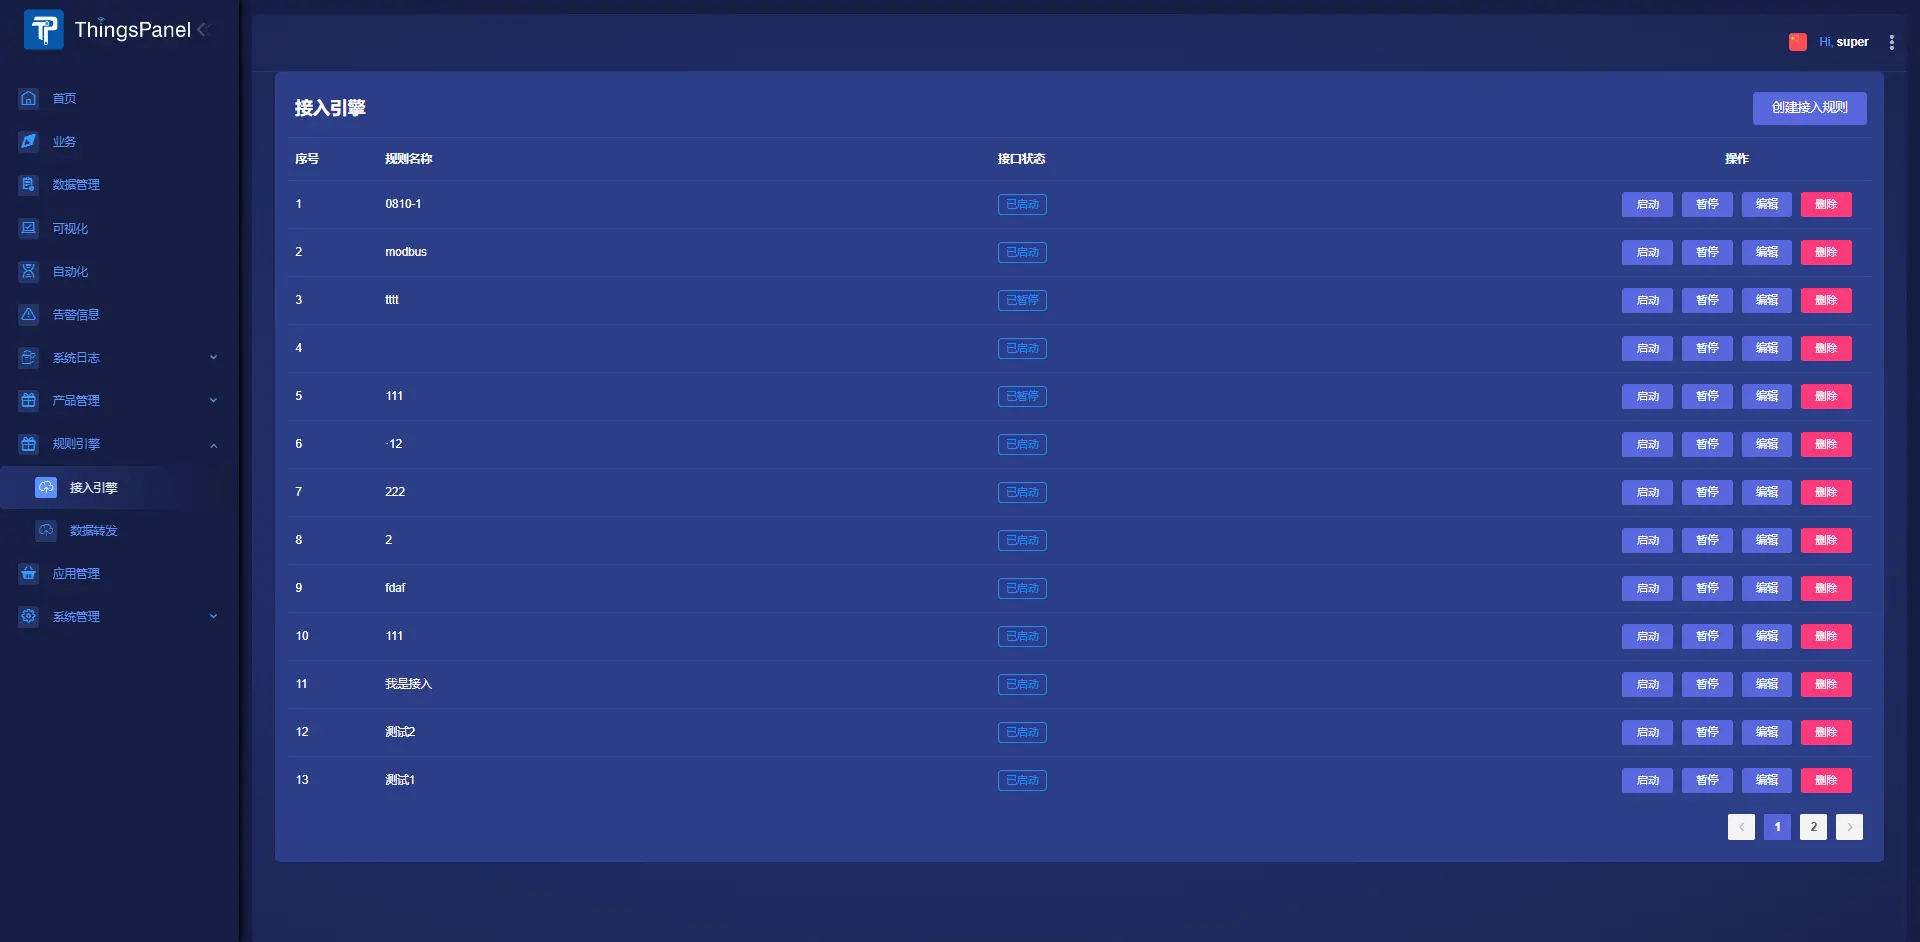 ThingsPanel
Hi, super
首页
业务
数据管理
可视化
自动化
告警信息
系统日志
产品管理
规则引擎
接入引擎
数据转发
应用管理
系统管理
接入引擎
创建接入规则
序号 规则名称 接口状态 操作
1 0810-1 已启动 启动 暂停 编辑 删除
2 modbus 已启动 启动 暂停 编辑 删除
3 tttt 已暂停 启动 暂停 编辑 删除
4 已启动 启动 暂停 编辑 删除
5 111 已暂停 启动 暂停 编辑 删除
6 ·12 已启动 启动 暂停 编辑 删除
7 222 已启动 启动 暂停 编辑 删除
8 2 已启动 启动 暂停 编辑 删除
9 fdaf 已启动 启动 暂停 编辑 删除
10 111 已启动 启动 暂停 编辑 删除
11 我是接入 已启动 启动 暂停 编辑 删除
12 测试2 已启动 启动 暂停 编辑 删除
13 测试1 已启动 启动 暂停 编辑 删除
1 2